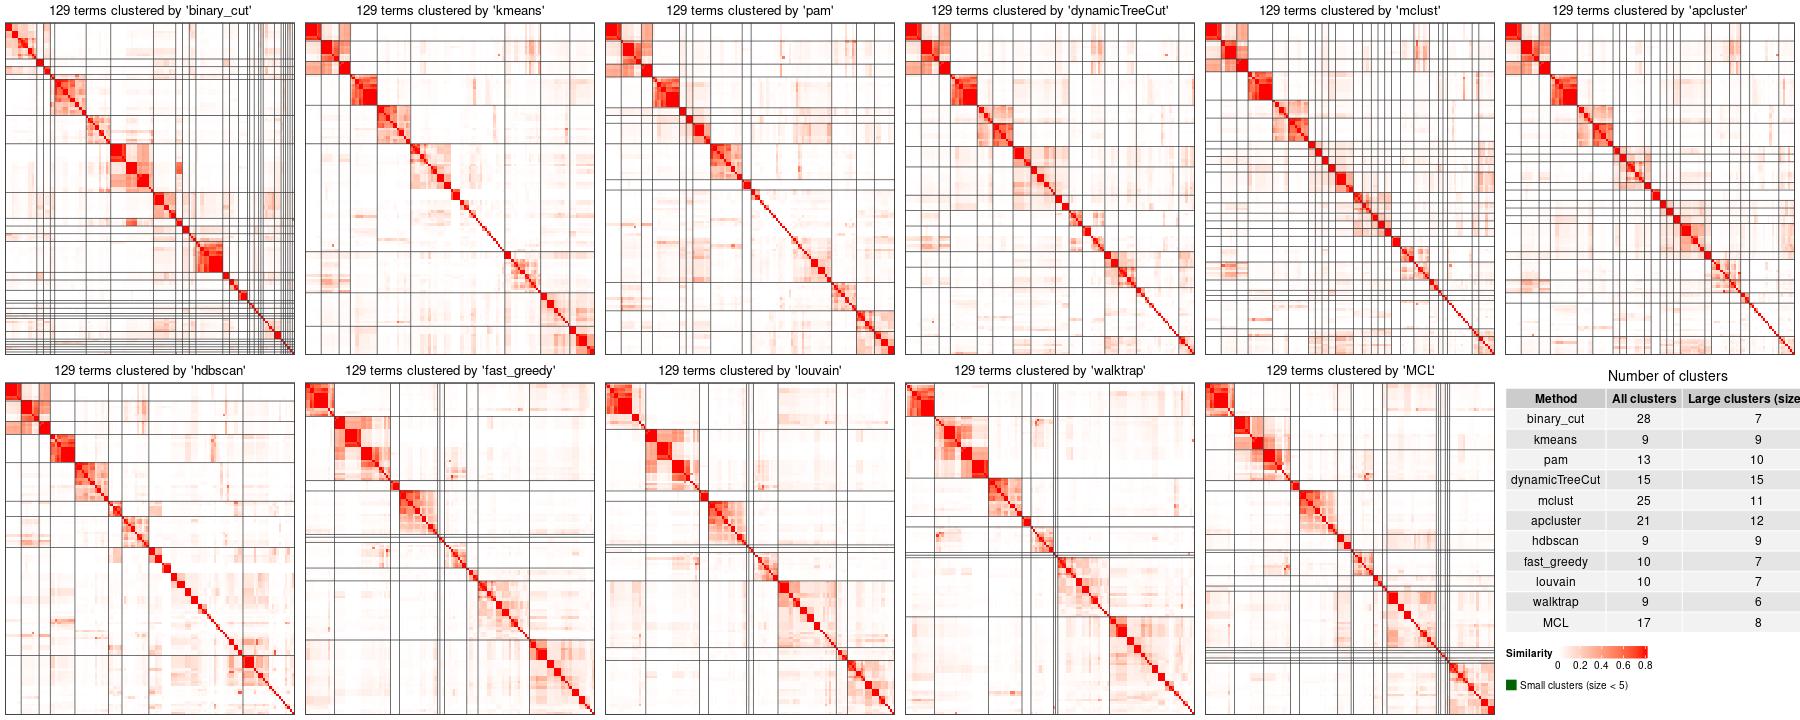 129 terms clustered by 'binary_cut'
129 terms clustered by 'kmeans'
129 terms clustered by 'pam'
129 terms clustered by 'dynamicTreeCut'
129 terms clustered by 'mclust'
129 terms clustered by 'apcluster'
129 terms clustered by 'hdbscan'
129 terms clustered by 'fast_greedy'
129 terms clustered by 'louvain'
129 terms clustered by 'walktrap'
129 terms clustered by 'MCL'
Number of clusters
Method All clusters Large clusters (size
binary_cut 28 7
kmeans 9 9
pam 13 10
dynamicTreeCut 15 15
mclust 25 11
apcluster 21 12
hdbscan 9 9
fast_greedy 10 7
louvain 10 7
walktrap 9 6
MCL 17 8
Similarity
0 0.2 0.4 0.6 0.8
Small clusters (size < 5)